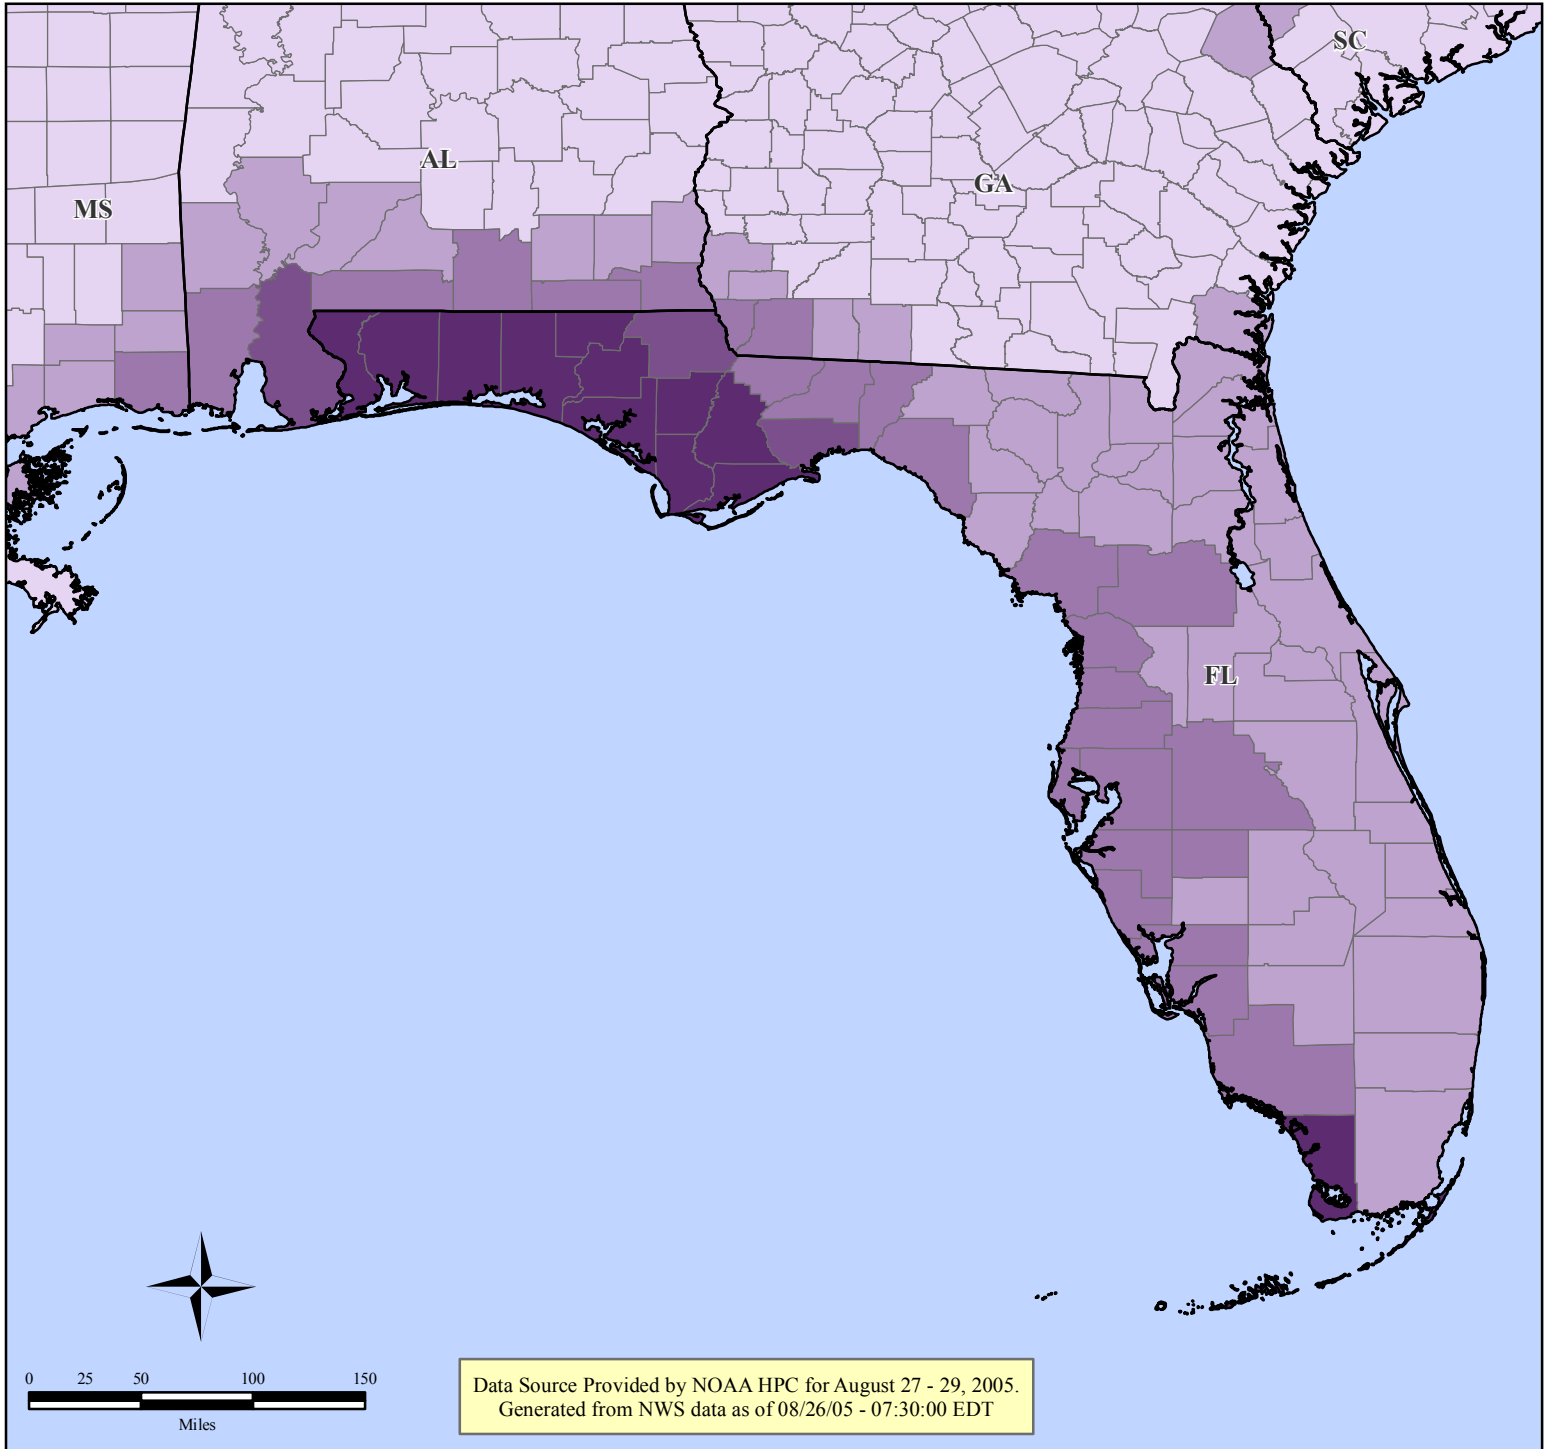 SC
AL
GA
MS
FL
0 25 50 100 150
Miles
Data Source Provided by NOAA HPC for August 27 - 29, 2005.
Generated from NWS data as of 08/26/05 - 07:30:00 EDT